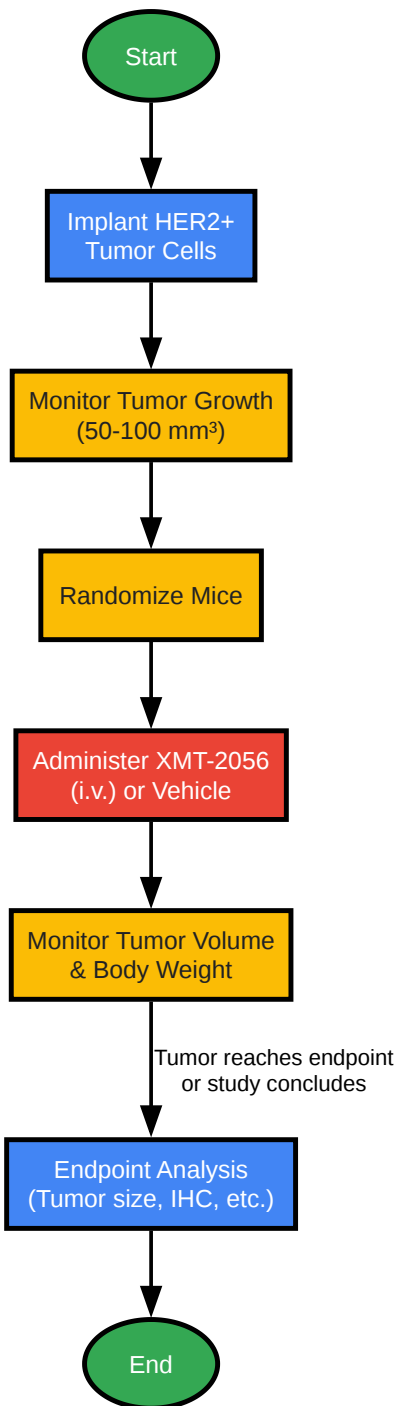 Start
Implant HER2+
Tumor Cells
Monitor Tumor Growth
(50-100 mm³)
Randomize Mice
Administer XMT-2056
(i.v.) or Vehicle
Monitor Tumor Volume
& Body Weight
Tumor reaches endpoint
or study concludes
Endpoint Analysis
(Tumor size, IHC, etc.)
End